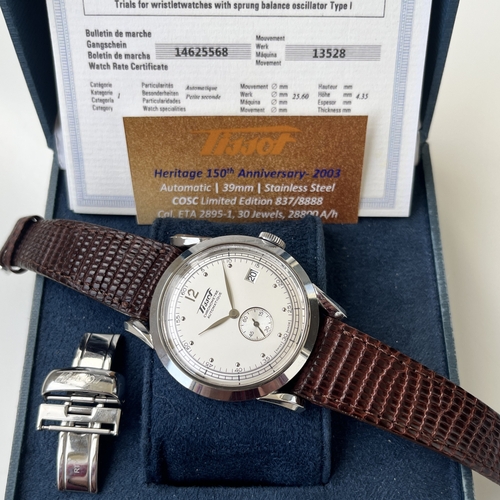 Trials for wristletwatches with sprung balance oscillator Type I
Bulletin de marche
Gangschein
Boletín de marcha
Watch Rate Certificate
14625568
Mouvement
Werk
Máquina
Movement
13528
Catégorie
Kategorie 1
Categoría
Category
Particularités Automatique
Besonderheiten Petite seconde
Particularidades
Watch specialities
Mouvement Ø mm
Werk Ø mm 25.60
Máquina Ø mm
Movement Ø mm
Hauteur mm
Höhe mm 4.35
Espesor mm
Thickness mm
Tissot
Heritage 150th Anniversary- 2003
Automatic | 39mm | Stainless Steel
COSC Limited Edition 837/8888
Cal. ETA 2895-1, 30 Jewels, 28800 A/h
12
Tissot
AUTOMATIC
20
60